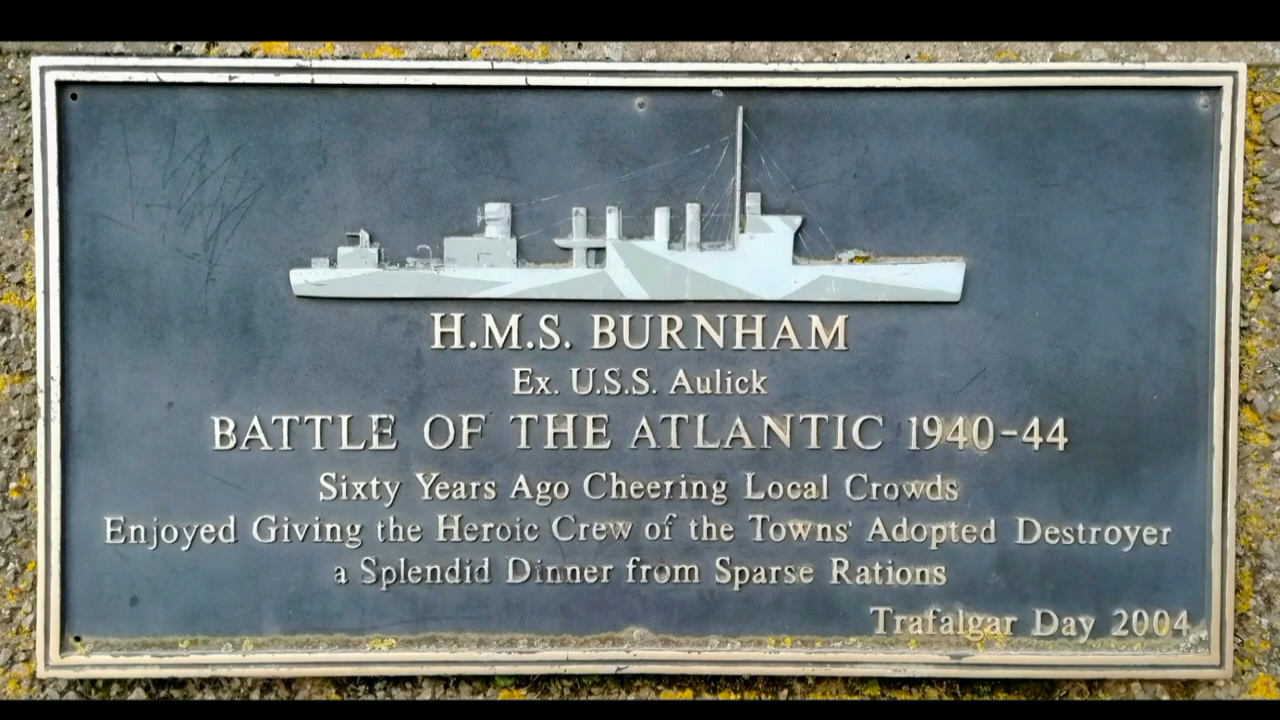 H.M.S. BURNHAM
Ex. U.S.S. Aulick
BATTLE OF THE ATLANTIC 1940-44
Sixty Years Ago Cheering Local Crowds
Enjoyed Giving the Heroic Crew of the Towns' Adopted Destroyer
a Splendid Dinner from Sparse Rations
Trafalgar Day 2004